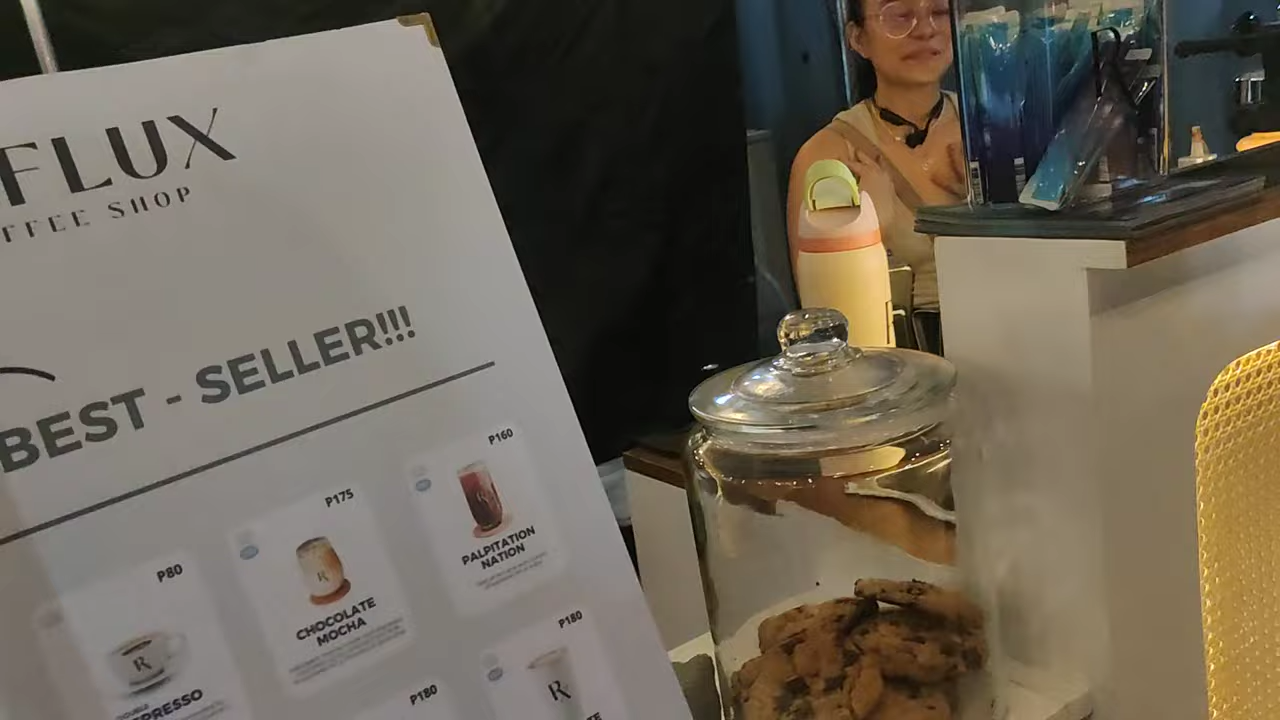 FLUX
FFEE SHOP
BEST - SELLER!!!
P160
PALPITATION
NATION
P175
CHOCOLATE
MOCHA
P80
PRESSO
P180
P180